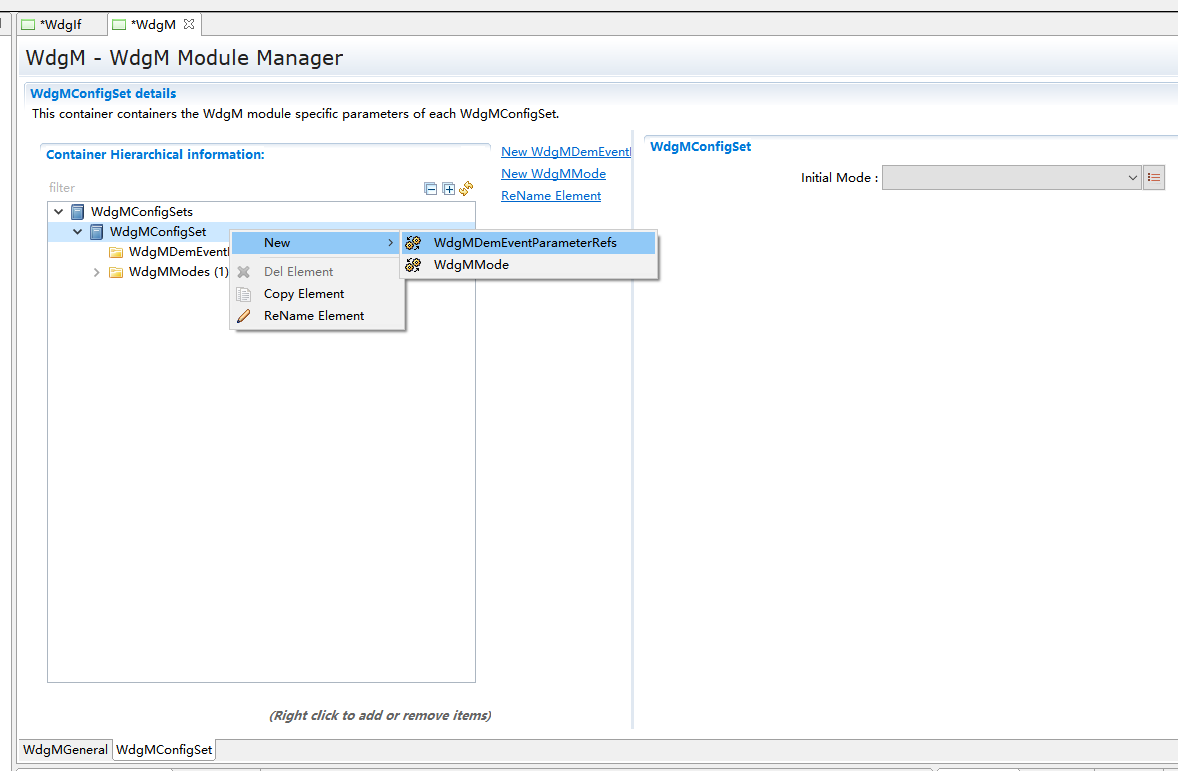 *WdgIf
*WdgM
WdgM - WdgM Module Manager
WdgMConfigSet details
This container containers the WdgM module specific parameters of each WdgMConfigSet.
Container Hierarchical information:
filter
WdgMConfigSets
WdgMConfigSet
WdgMDemEvent
WdgMModes (1)
New
Del Element
Copy Element
ReName Element
WdgMDemEventParameterRefs
WdgMMode
New WdgMDemEvent
New WdgMMode
ReName Element
WdgMConfigSet
Initial Mode :
(Right click to add or remove items)
WdgMGeneral
WdgMConfigSet